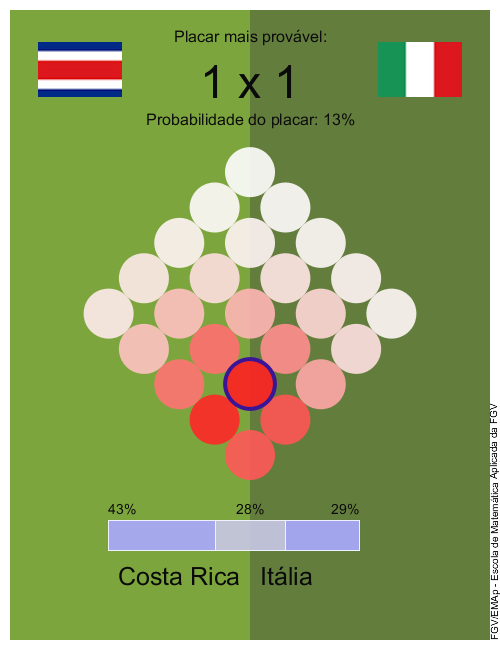 Placar mais provável:
1 x 1
Probabilidade do placar: 13%
43%
28%
29%
Costa Rica
Itália
FGV/EMAp - Escola de Matemática Aplicada da FGV